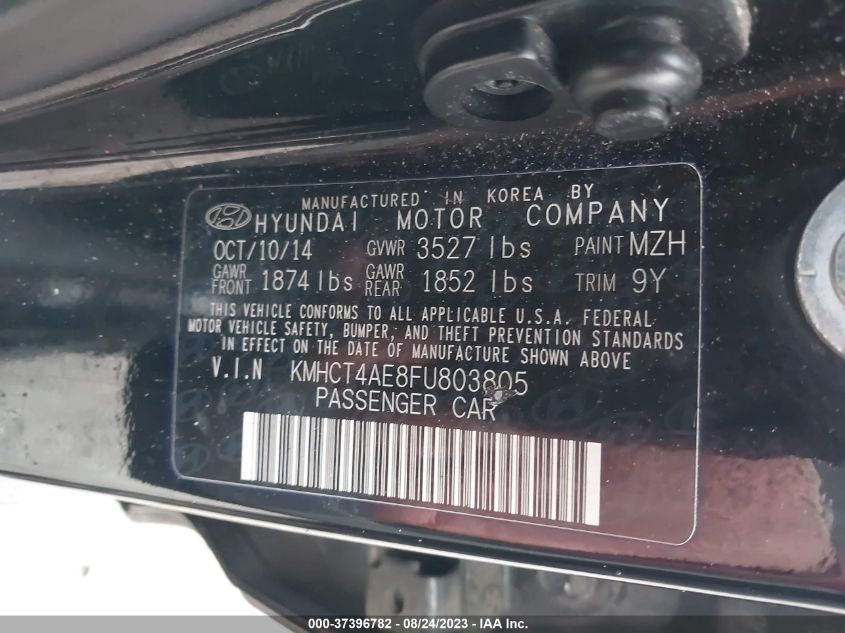 MANUFACTURED IN KOREA BY
HYUNDAI MOTOR COMPANY
OCT/10/14 GVWR 3527 lbs PAINT MZH
GAWR FRONT 1874 lbs GAWR REAR 1852 lbs TRIM 9Y
THIS VEHICLE CONFORMS TO ALL APPLICABLE U.S.A. FEDERAL
MOTOR VEHICLE SAFETY, BUMPER, AND THEFT PREVENTION STANDARDS
IN EFFECT ON THE DATE OF MANUFACTURE SHOWN ABOVE
V.I.N KMHCT4AE8FU803805
PASSENGER CAR
000-37396782 - 08/24/2023 - IAA Inc.